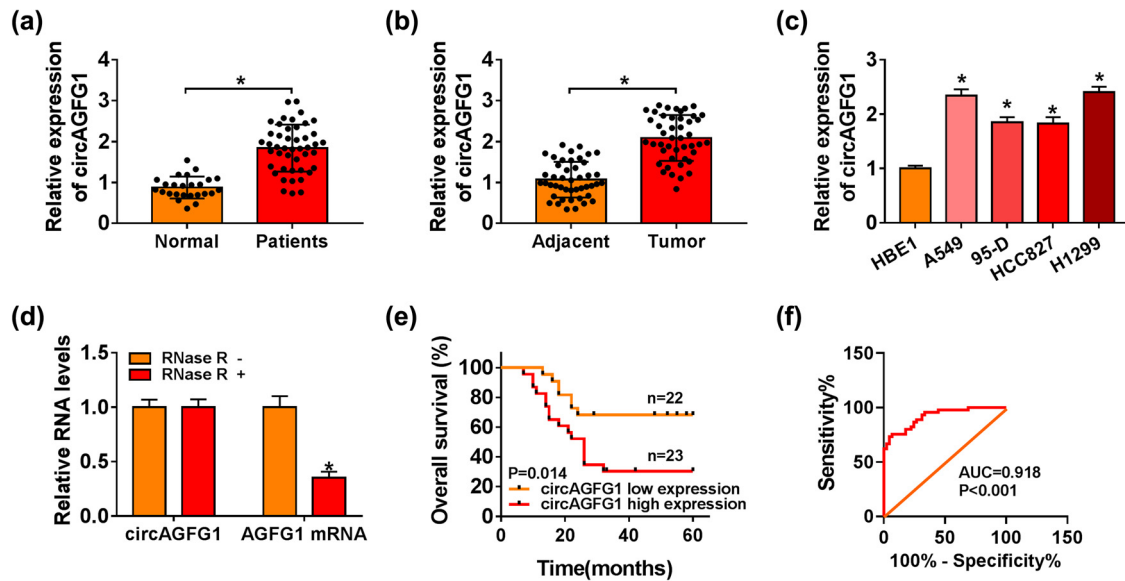 (a)
Relative expression
of circAGFG1
4
3
2
1
0
*
Normal
Patients
(b)
Relative expression
of circAGFG1
4
3
2
1
0
*
Adjacent
Tumor
(c)
Relative expression
of circAGFG1
3
2
1
0
*
*
*
*
HBE1
A549
95-D
HCC827
H1299
(d)
Relative RNA levels
1.5
1.0
0.5
0.0
RNase R -
RNase R +
*
circAGFG1
AGFG1 mRNA
(e)
Overall survival (%)
100
80
60
40
20
0
n=22
n=23
P=0.014
circAGFG1 low expression
circAGFG1 high expression
0
20
40
60
Time(months)
(f)
Sensitivity%
150
100
50
0
AUC=0.918
P<0.001
0
50
100
150
100% - Specificity%